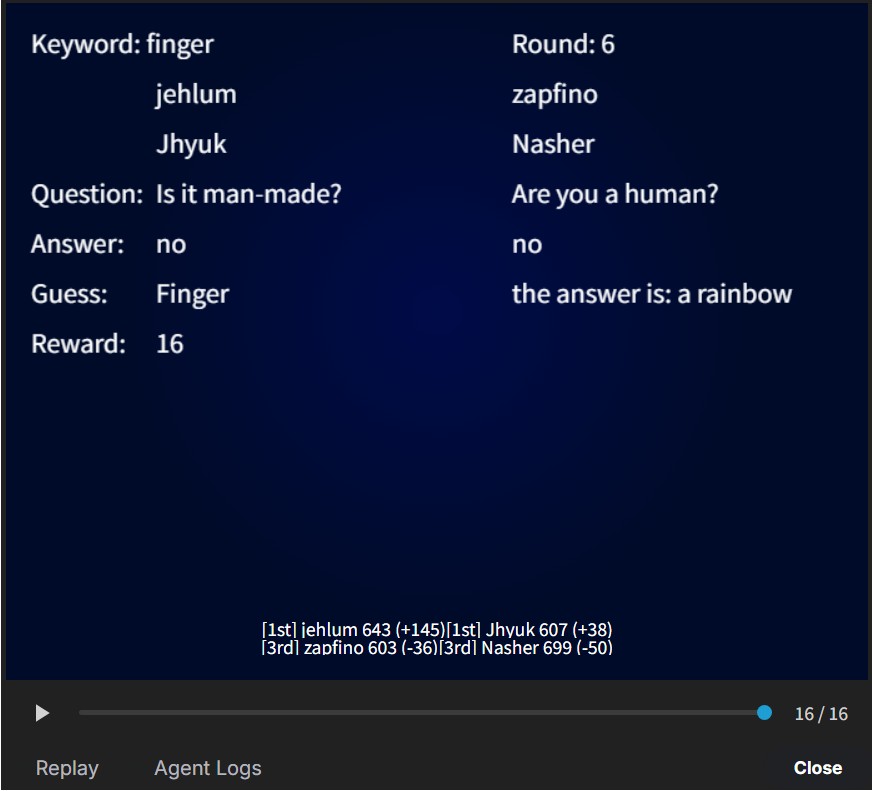 Keyword: finger Round: 6
jehlum zapfino
Jhyuk Nasher
Question: Is it man-made? Are you a human?
Answer: no no
Guess: Finger the answer is: a rainbow
Reward: 16
[1st] jehlum 643 (+145)[1st] Jhyuk 607 (+38)
[3rd] zapfino 603 (-36)[3rd] Nasher 699 (-50)
16 / 16
Replay Agent Logs Close